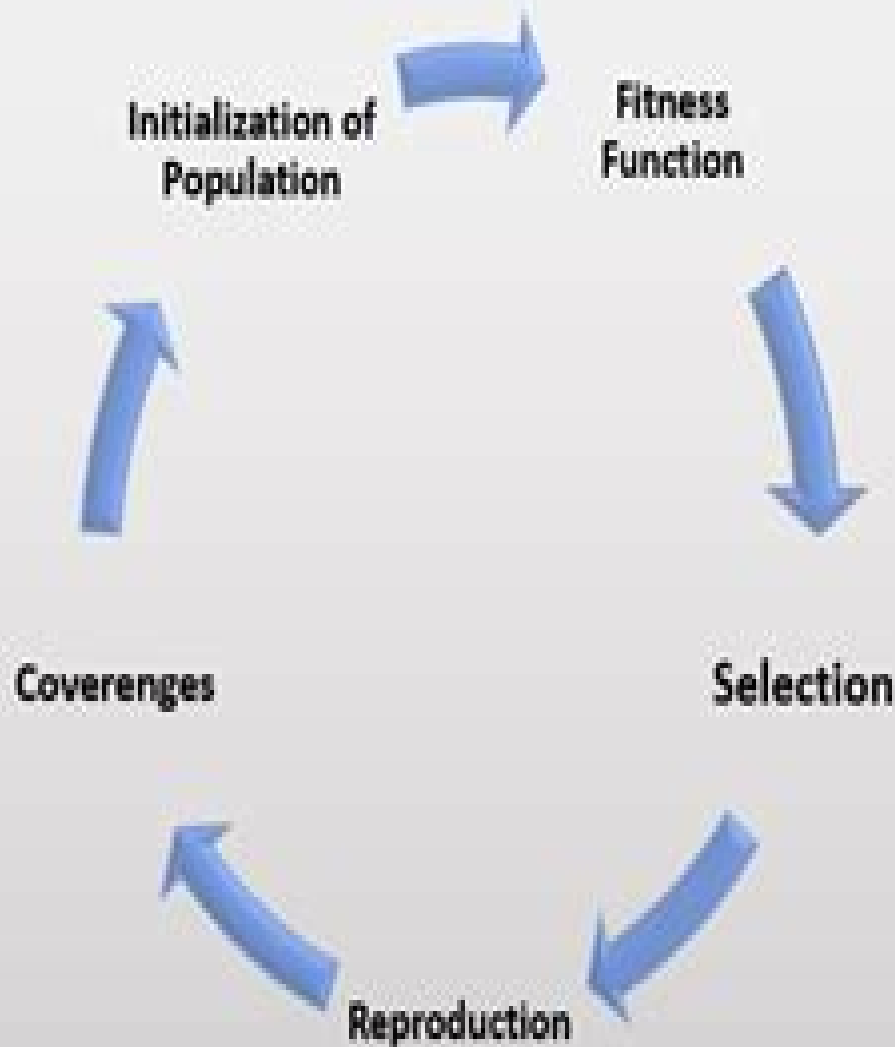 Initialization of
Population
Fitness
Function
Selection
Reproduction
Coverenges